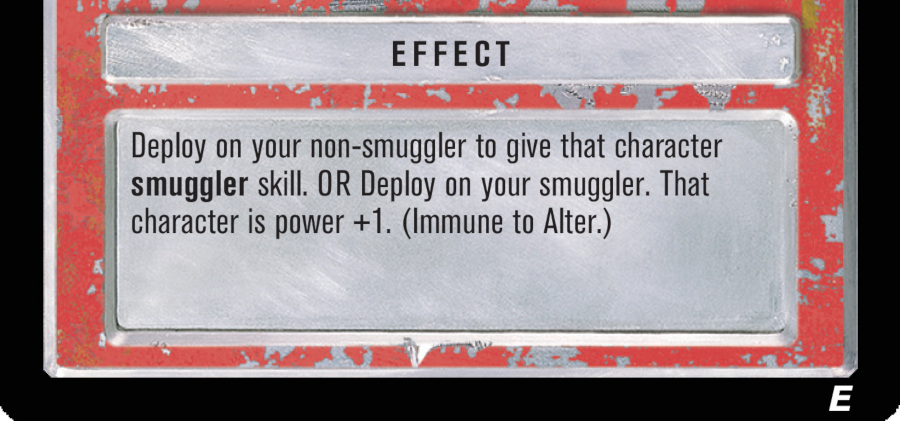 EFFECT
Deploy on your non-smuggler to give that character
smuggler skill. OR Deploy on your smuggler. That
character is power +1. (Immune to Alter.)
E